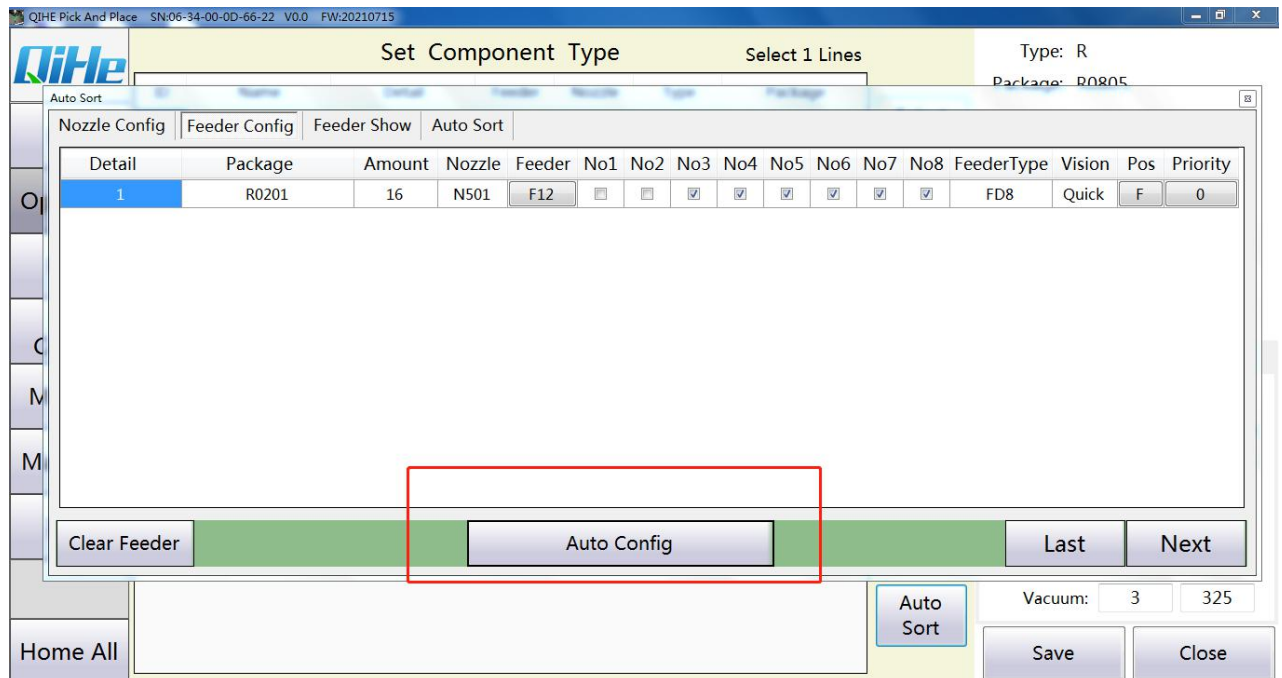 QIHE Pick And Place SN:06-34-00-0D-66-22 V0.0 FW:20210715
QiHe
Set Component Type
Select 1 Lines
Type: R
Package: R0805
Auto Sort
Nozzle Config Feeder Config Feeder Show Auto Sort
Detail Package Amount Nozzle Feeder No1 No2 No3 No4 No5 No6 No7 No8 FeederType Vision Pos Priority
1 R0201 16 N501 F12 FD8 Quick F 0
Clear Feeder Auto Config Last Next
Auto
Sort
Vacuum: 3 325
Home All
Save Close